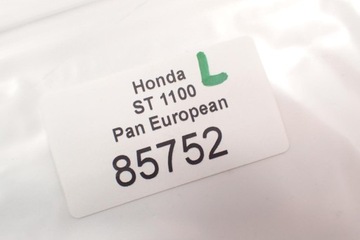 Honda L
ST 1100
Pan European
85752